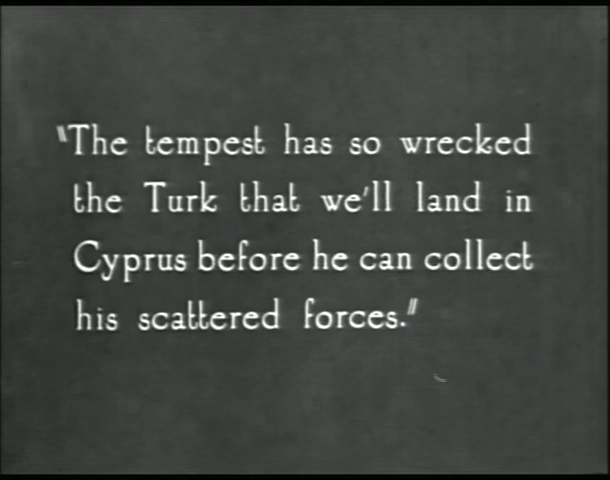 "The tempest has so wrecked
the Turk that we'll land in
Cyprus before he can collect
his scattered forces."